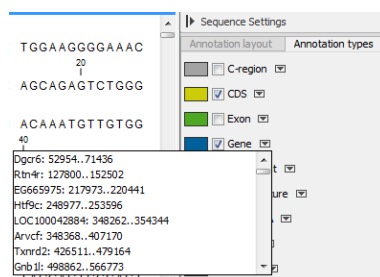 Sequence Settings
Annotation layout Annotation types
TGGAAGGGGAAAC
20
AGCAGAGTCTGGG
ACAAATGTTGTGG
40
C-region
CDS
Exon
Gene
Dgcr6: 52954..71436
Rtn4r: 127800..152502
EG665975: 217973..220441
Htf9c: 248977..253596
LOC100042884: 348262..354344
Arvcf: 348368..407170
Txnrd2: 426511..479164
Gnb1l: 498862..566773